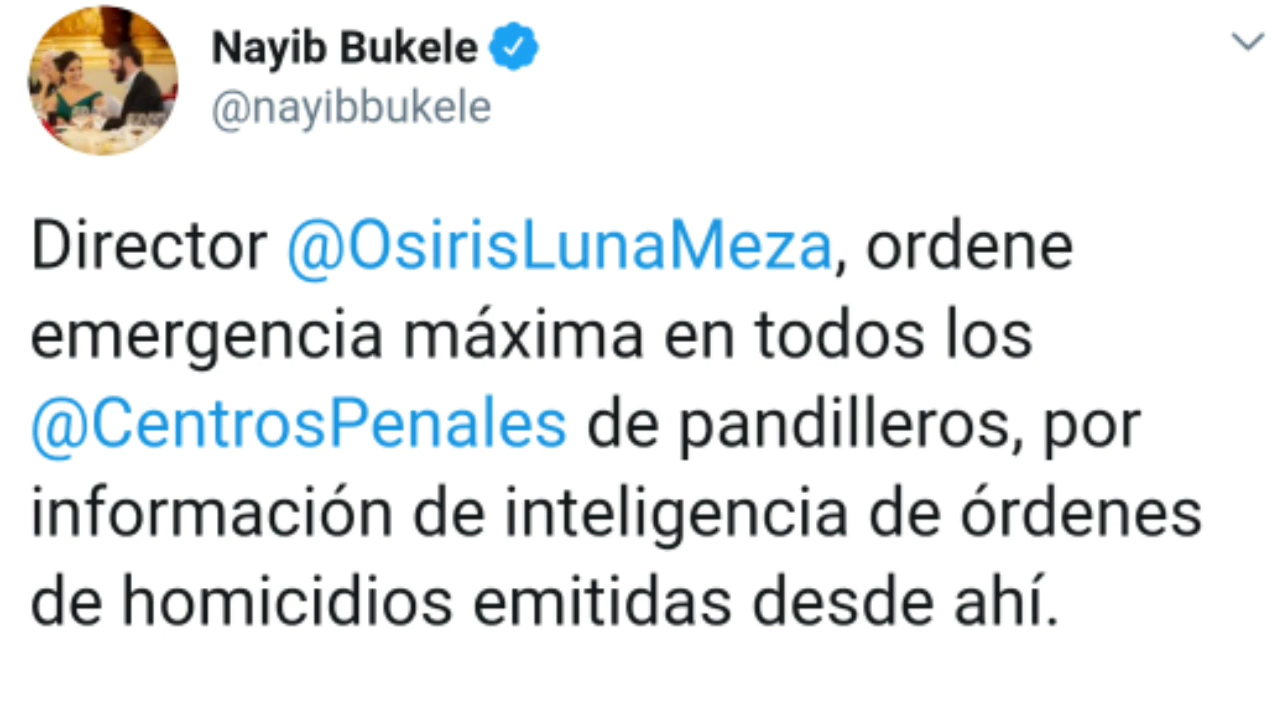 Nayib Bukele
@nayibbukele
Director @OsirisLunaMeza, ordene
emergencia máxima en todos los
@CentrosPenales de pandilleros, por
información de inteligencia de órdenes
de homicidios emitidas desde ahí.